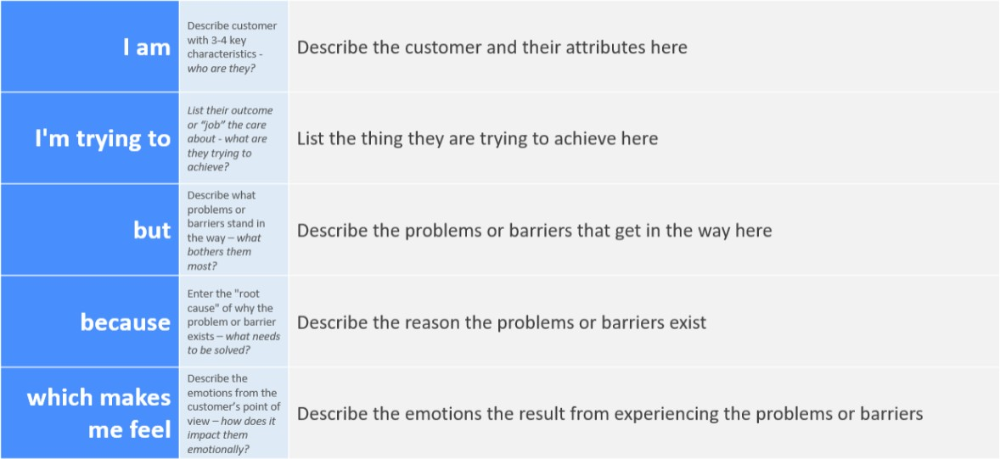 I am
Describe customer
with 3-4 key
characteristics -
who are they?
Describe the customer and their attributes here
I'm trying to
List their outcome
or “job” the care
about - what are
they trying to
achieve?
List the thing they are trying to achieve here
but
Describe what
problems or
barriers stand in
the way – what
bothers them
most?
Describe the problems or barriers that get in the way here
because
Enter the "root
cause" of why the
problem or barrier
exists – what needs
to be solved?
Describe the reason the problems or barriers exist
which makes
me feel
Describe the
emotions from the
customer’s point of
view – how does it
impact them
emotionally?
Describe the emotions the result from experiencing the problems or barriers